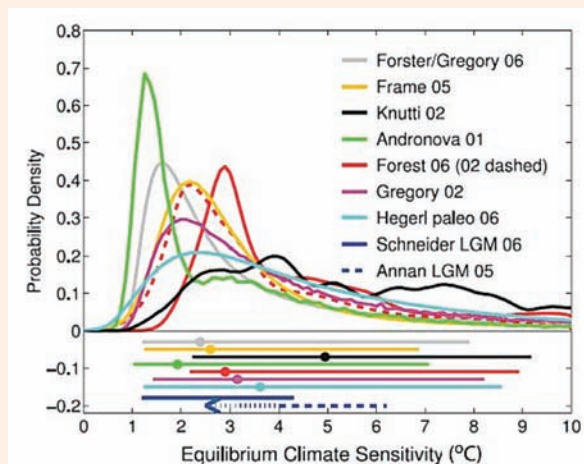 0.8
0.7
0.6
0.5
0.4
0.3
0.2
0.1
0
−0.1
−0.2
Probability Density
Forster/Gregory 06
Frame 05
Knutti 02
Andronova 01
Forest 06 (02 dashed)
Gregory 02
Hegerl paleo 06
Schneider LGM 06
Annan LGM 05
0 1 2 3 4 5 6 7 8 9 10
Equilibrium Climate Sensitivity (°C)